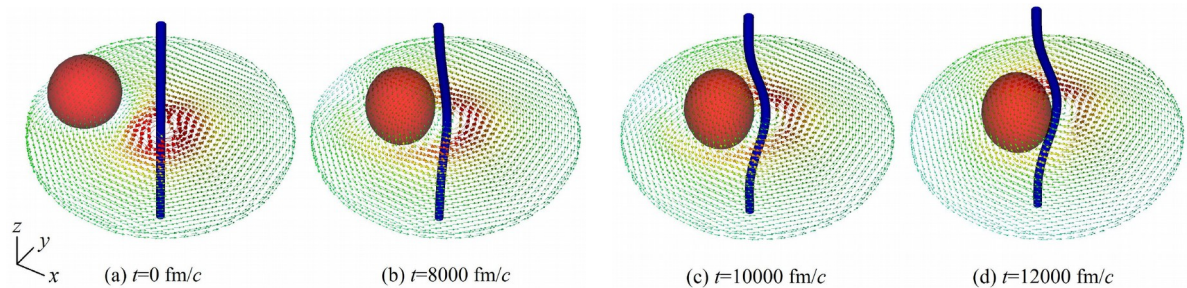 z
y
x
(a) t=0 fm/c
(b) t=8000 fm/c
(c) t=10000 fm/c
(d) t=12000 fm/c